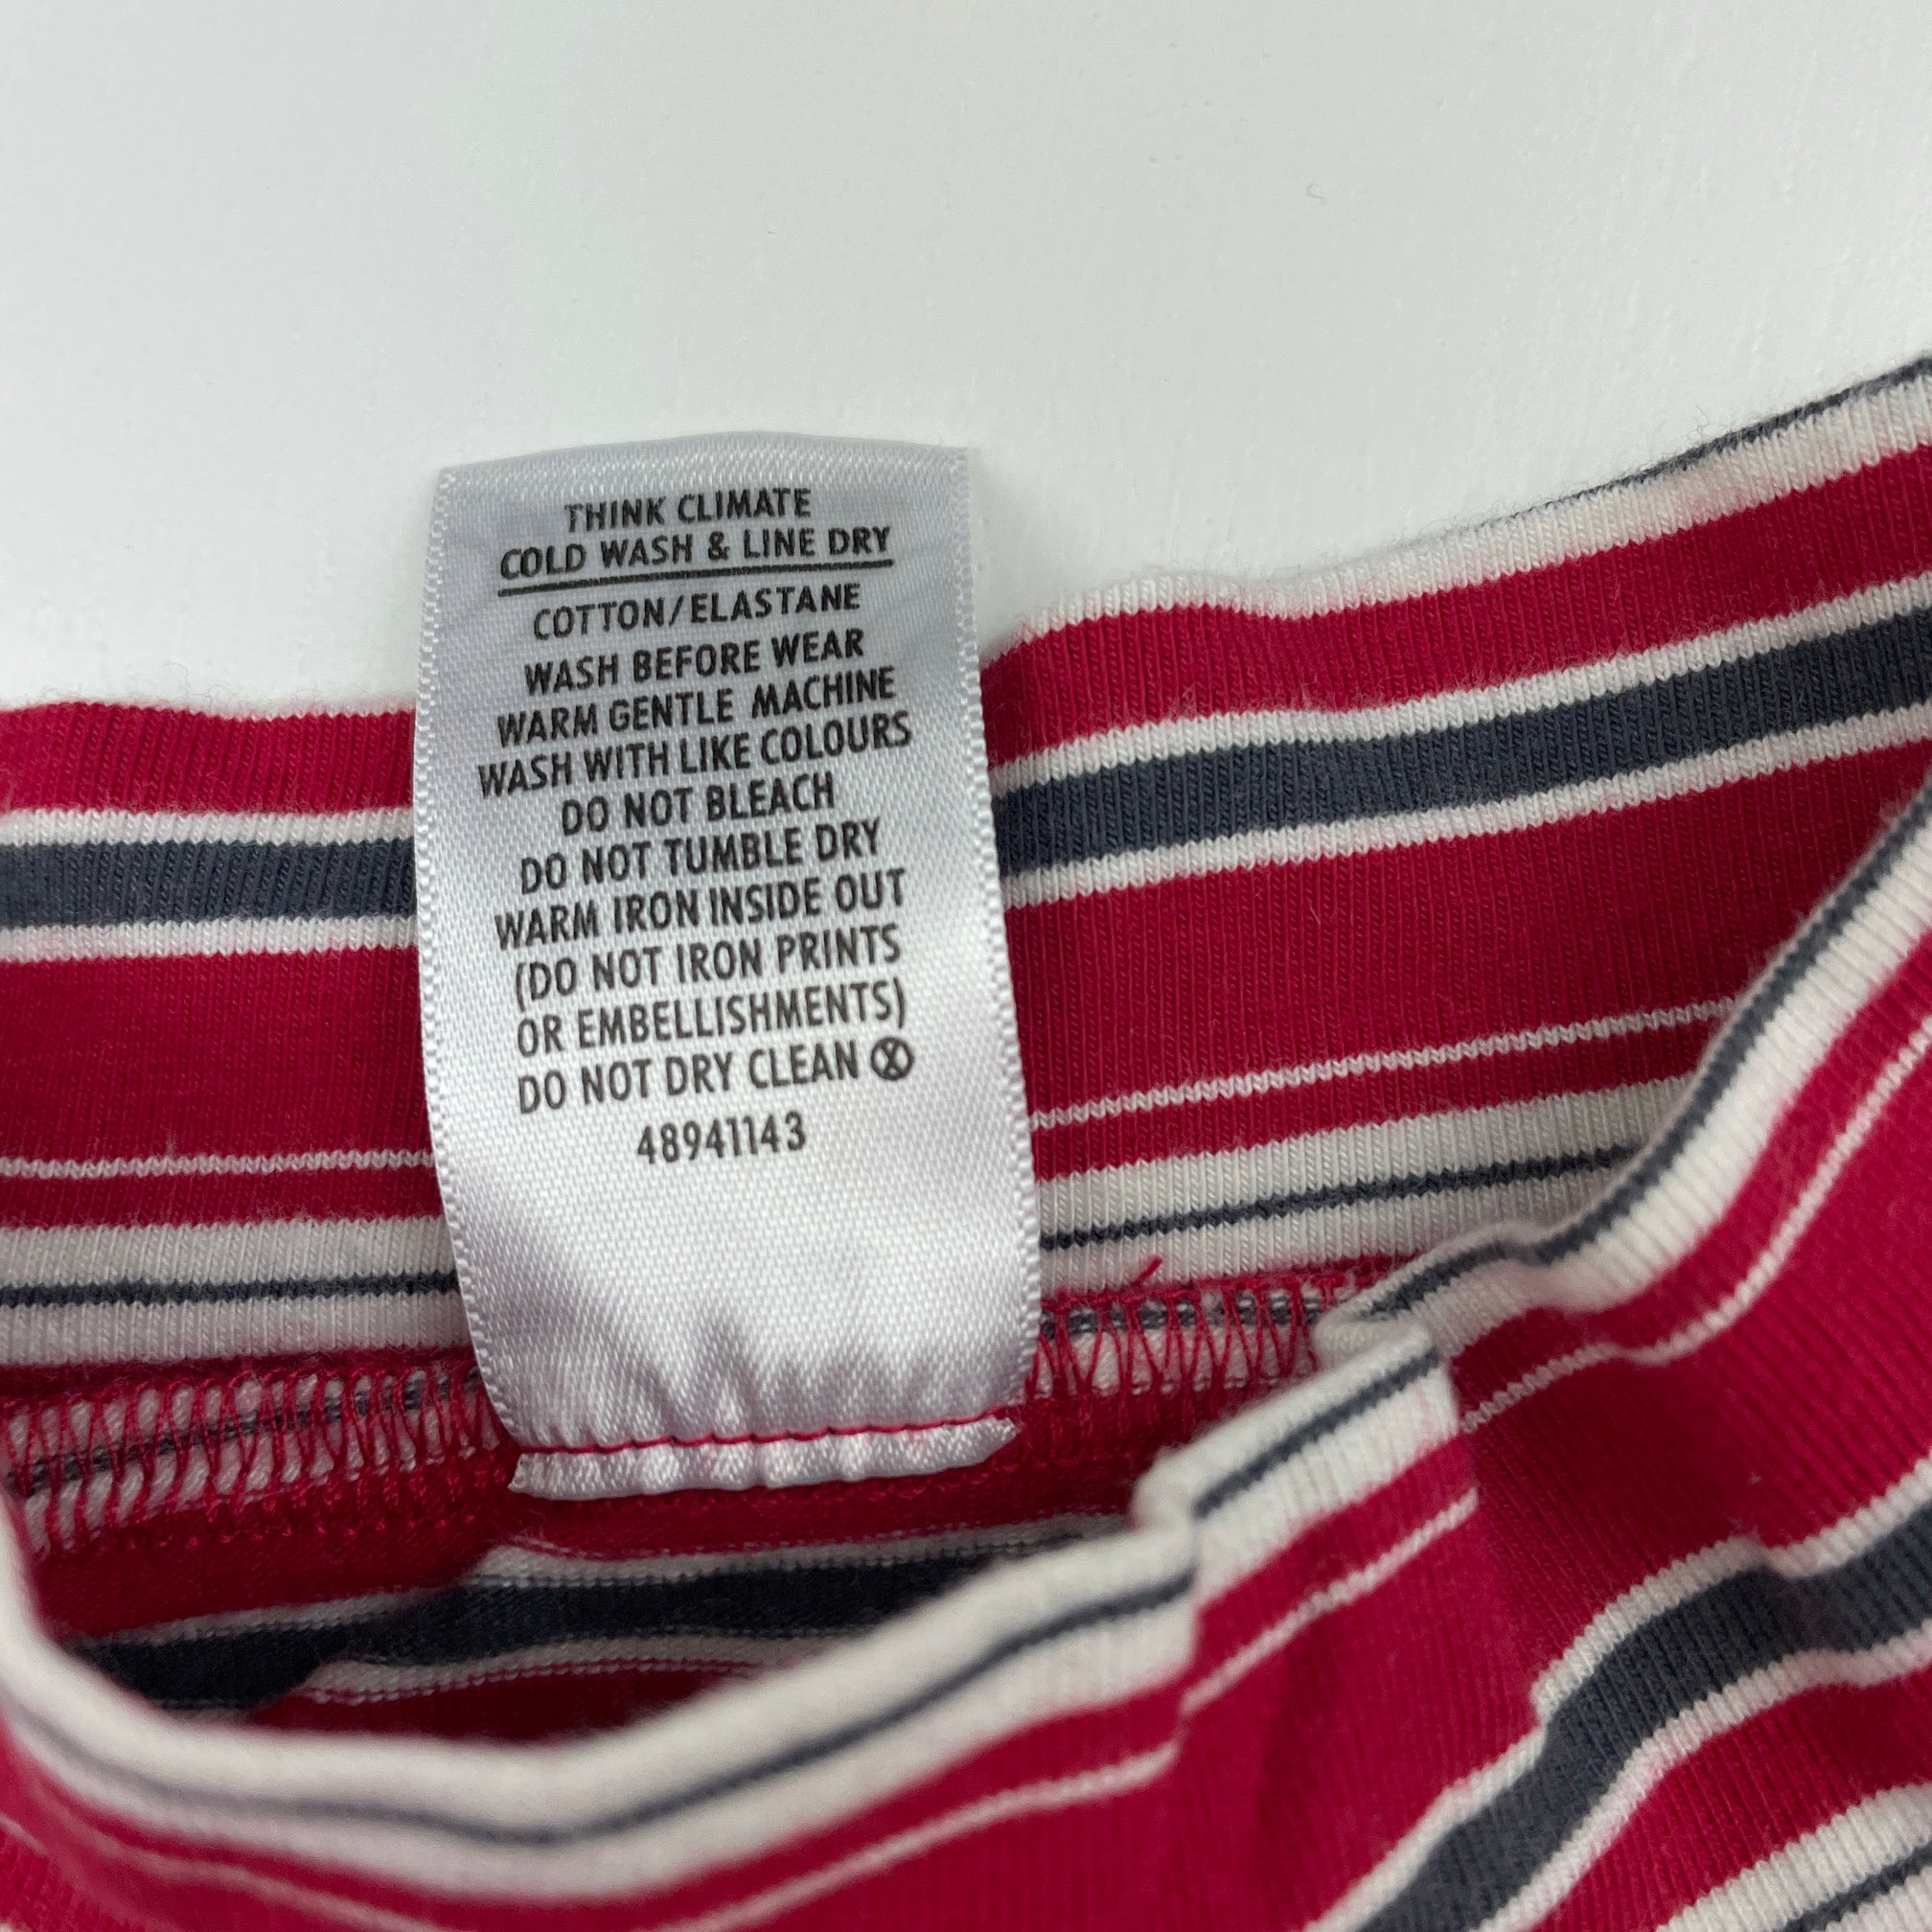 THINK CLIMATE
COLD WASH & LINE DRY
COTTON/ELASTANE
WASH BEFORE WEAR
WARM GENTLE MACHINE
WASH WITH LIKE COLOURS
DO NOT BLEACH
DO NOT TUMBLE DRY
WARM IRON INSIDE OUT
(DO NOT IRON PRINTS
OR EMBELLISHMENTS)
DO NOT DRY CLEAN Ⓧ
48941143